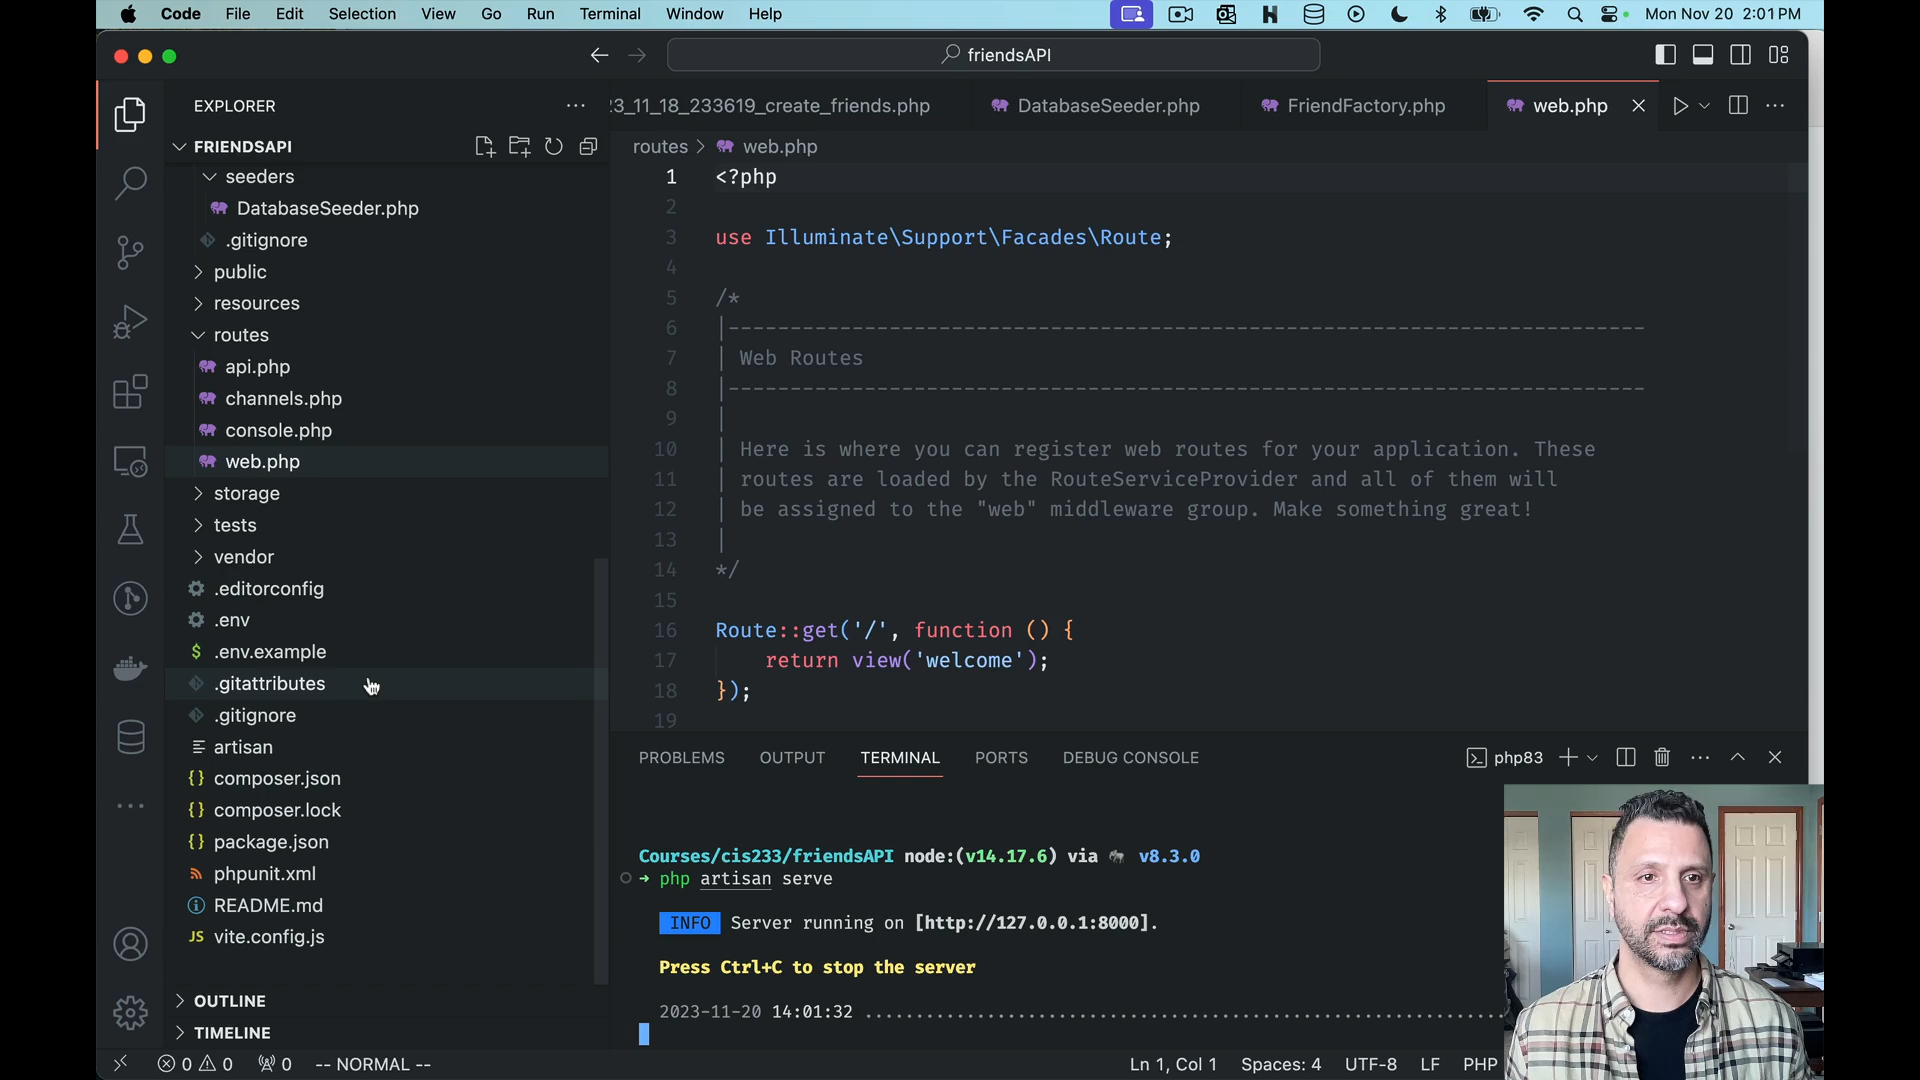 Code File Edit Selection View Go Run Terminal Window Help Mon Nov 20 2:01 PM
friendsAPI
EXPLORER
FRIENDSAPI
seeders
DatabaseSeeder.php
.gitignore
public
resources
routes
api.php
channels.php
console.php
web.php
storage
tests
vendor
.editorconfig
.env
.env.example
.gitattributes
.gitignore
artisan
composer.json
composer.lock
package.json
phpunit.xml
README.md
JS vite.config.js
OUTLINE
TIMELINE
23_11_18_233619_create_friends.php DatabaseSeeder.php FriendFactory.php web.php
routes > web.php
1 <?php
2
3 use Illuminate\Support\Facades\Route;
4
5 /*
6 |--------------------------------------------------------------------------
7 | Web Routes
8 |--------------------------------------------------------------------------
9 |
10 | Here is where you can register web routes for your application. These
11 | routes are loaded by the RouteServiceProvider and all of them will
12 | be assigned to the "web" middleware group. Make something great!
13 |
14 */
15
16 Route::get('/', function () {
17 return view('welcome');
18 });
19
PROBLEMS OUTPUT TERMINAL PORTS DEBUG CONSOLE php83
Courses/cis233/friendsAPI node:(v14.17.6) via v8.3.0
→ php artisan serve
INFO Server running on [http://127.0.0.1:8000].
Press Ctrl+C to stop the server
2023-11-20 14:01:32 ...................................................
0 0 0 -- NORMAL -- Ln 1, Col 1 Spaces: 4 UTF-8 LF PHP